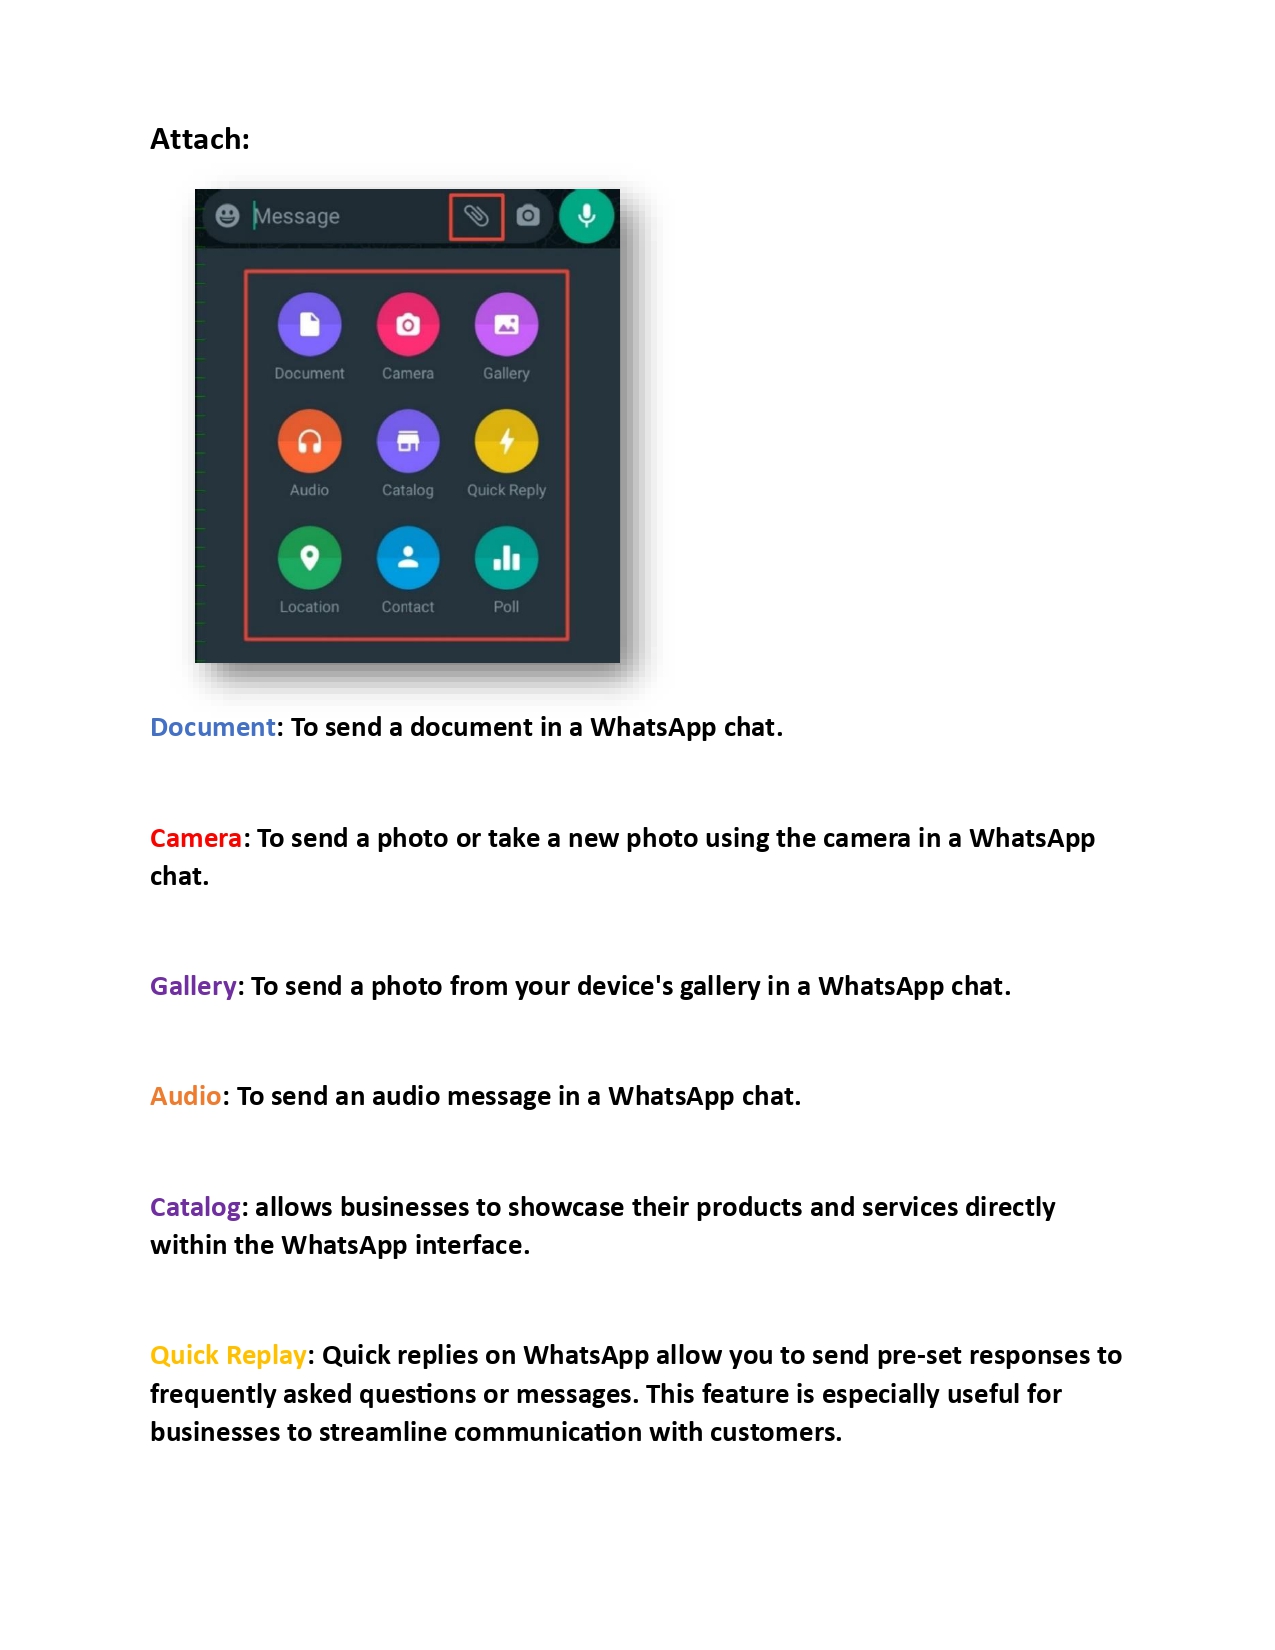 Attach:
Message
Document Camera Gallery
Audio Catalog Quick Reply
Location Contact Poll
Document: To send a document in a WhatsApp chat.
Camera: To send a photo or take a new photo using the camera in a WhatsApp
chat.
Gallery: To send a photo from your device's gallery in a WhatsApp chat.
Audio: To send an audio message in a WhatsApp chat.
Catalog: allows businesses to showcase their products and services directly
within the WhatsApp interface.
Quick Replay: Quick replies on WhatsApp allow you to send pre-set responses to
frequently asked questions or messages. This feature is especially useful for
businesses to streamline communication with customers.